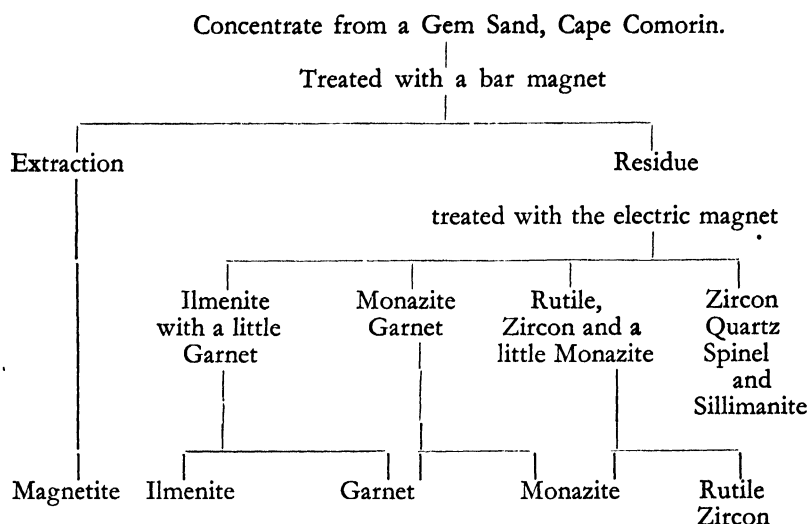 Concentrate from a Gem Sand, Cape Comorin.
Treated with a bar magnet
Extraction
Residue
treated with the electric magnet
Ilmenite
with a little
Garnet
Monazite
Garnet
Rutile,
Zircon and a
little Monazite
Zircon
Quartz
Spinel
and
Sillimanite
Magnetite
Ilmenite
Garnet
Monazite
Rutile
Zircon